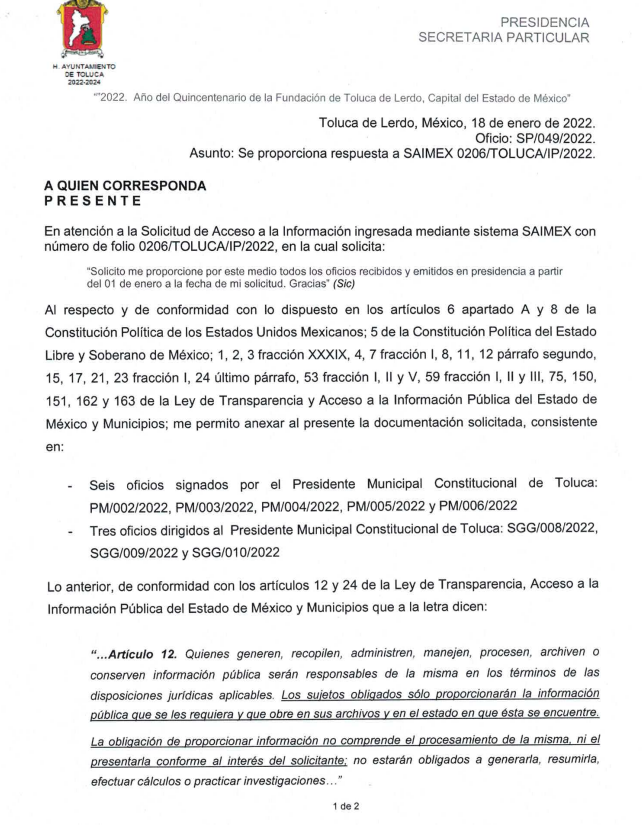 PRESIDENCIA
SECRETARIA PARTICULAR
H. AYUNTAMIENTO
DE TOLUCA
2022-2024
"“2022. Año del Quincentenario de la Fundación de Toluca de Lerdo, Capital del Estado de México"
Toluca de Lerdo, México, 18 de enero de 2022.
Oficio: SP/049/2022.
Asunto: Se proporciona respuesta a SAIMEX 0206/TOLUCA/IP/2022.
A QUIEN CORRESPONDA
P R E S E N T E
En atención a la Solicitud de Acceso a la Información ingresada mediante sistema SAIMEX con
número de folio 0206/TOLUCA/IP/2022, en la cual solicita:
"Solicito me proporcione por este medio todos los oficios recibidos y emitidos en presidencia a partir
del 01 de enero a la fecha de mi solicitud. Gracias" (Sic)
Al respecto y de conformidad con lo dispuesto en los artículos 6 apartado A y 8 de la
Constitución Política de los Estados Unidos Mexicanos; 5 de la Constitución Política del Estado
Libre y Soberano de México; 1, 2, 3 fracción XXXIX, 4, 7 fracción I, 8, 11, 12 párrafo segundo,
15, 17, 21, 23 fracción I, 24 último párrafo, 53 fracción I, II y V, 59 fracción I, II y III, 75, 150,
151, 162 y 163 de la Ley de Transparencia y Acceso a la Información Pública del Estado de
México y Municipios; me permito anexar al presente la documentación solicitada, consistente
en:
- Seis oficios signados por el Presidente Municipal Constitucional de Toluca:
PM/002/2022, PM/003/2022, PM/004/2022, PM/005/2022 y PM/006/2022
- Tres oficios dirigidos al Presidente Municipal Constitucional de Toluca: SGG/008/2022,
SGG/009/2022 y SGG/010/2022
Lo anterior, de conformidad con los artículos 12 y 24 de la Ley de Transparencia, Acceso a la
Información Pública del Estado de México y Municipios que a la letra dicen:
“...Artículo 12. Quienes generen, recopilen, administren, manejen, procesen, archiven o
conserven información pública serán responsables de la misma en los términos de las
disposiciones jurídicas aplicables. Los sujetos obligados sólo proporcionarán la información
pública que se les requiera y que obre en sus archivos y en el estado en que ésta se encuentre.
La obligación de proporcionar información no comprende el procesamiento de la misma, ni el
presentarla conforme al interés del solicitante; no estarán obligados a generarla, resumirla,
efectuar cálculos o practicar investigaciones...”
1 de 2